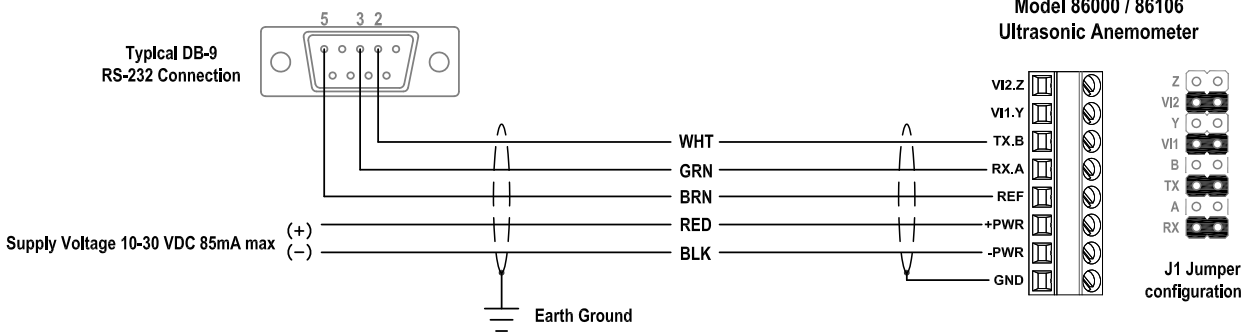 Model 86000 / 86106
Ultrasonic Anemometer
5 3 2
Typical DB-9
RS-232 Connection
VI2.Z
VI1.Y
TX.B
RX.A
REF
+PWR
-PWR
GND
Z
VI2
Y
VI1
B
TX
A
RX
WHT
GRN
BRN
RED
BLK
Supply Voltage 10-30 VDC 85mA max
(+)
(−)
J1 Jumper
configuration
Earth Ground